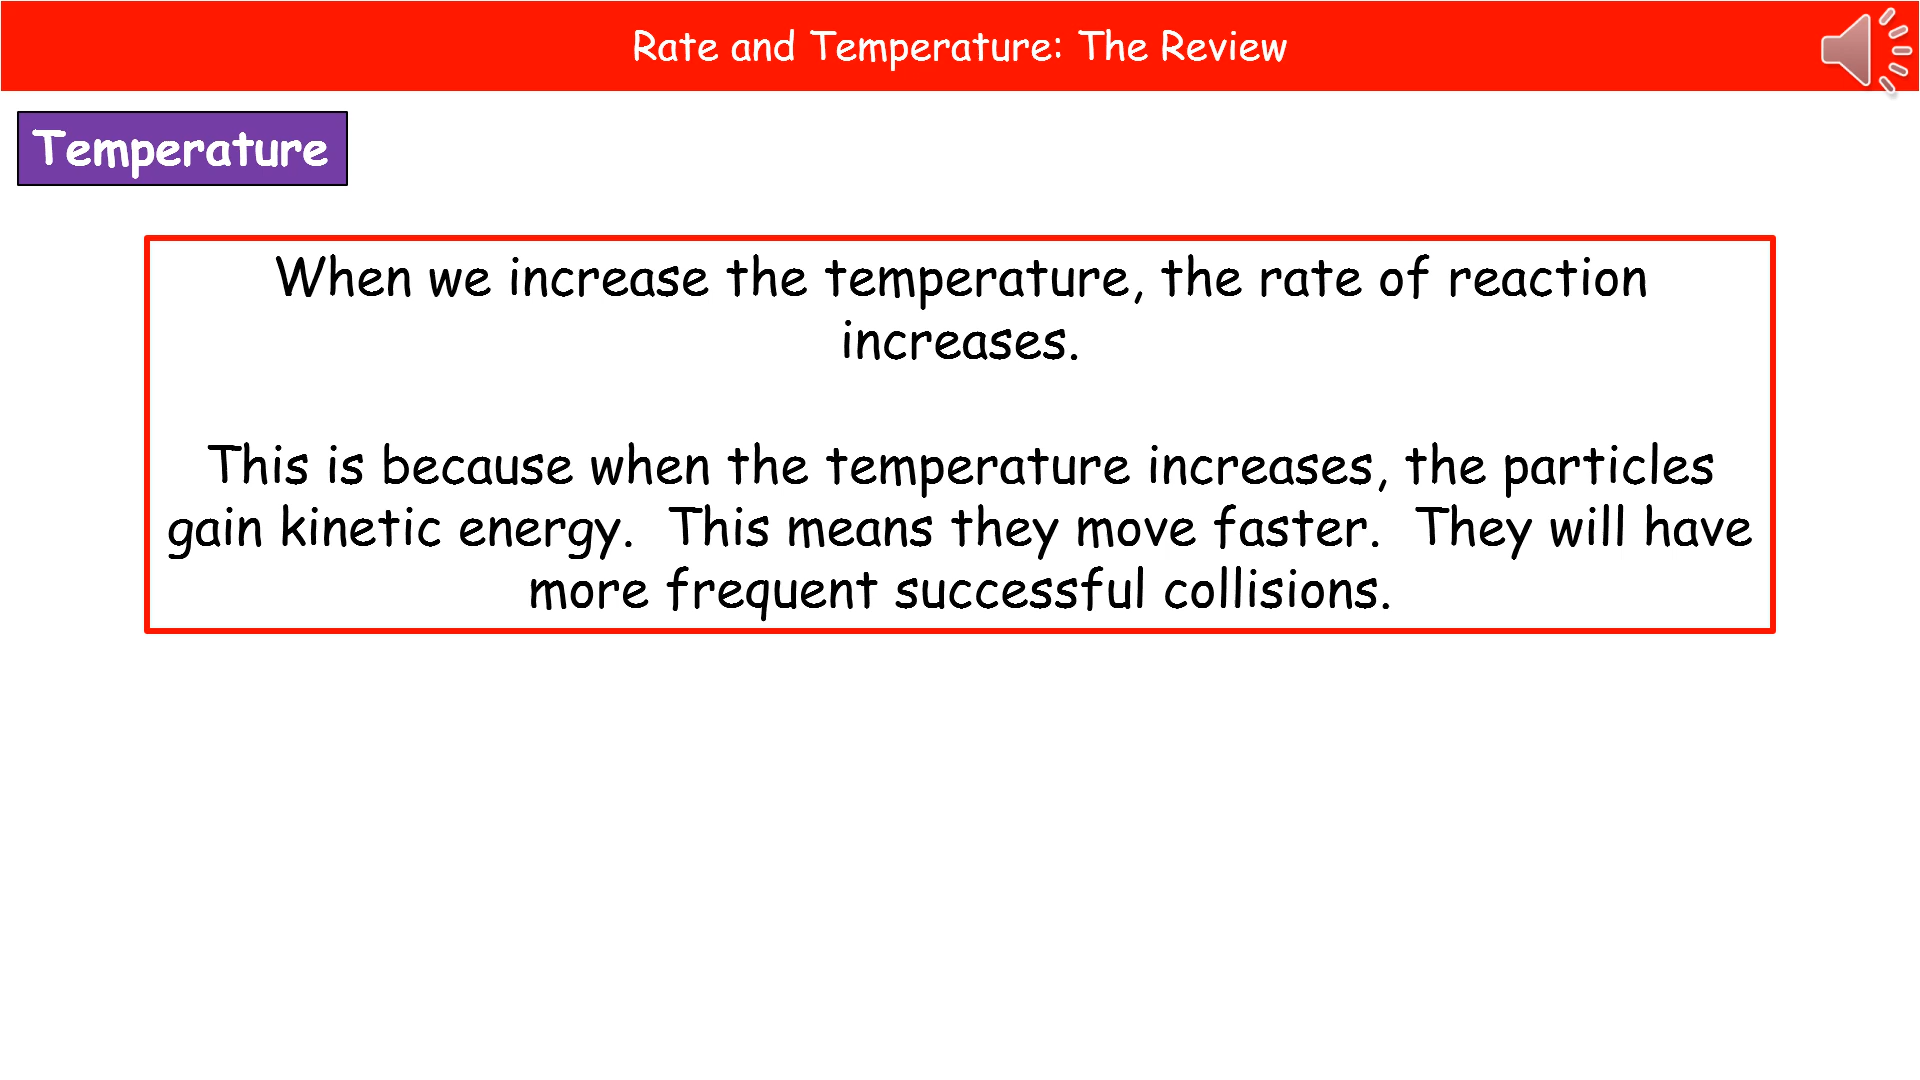 Rate and Temperature: The Review
Temperature
When we increase the temperature, the rate of reaction
increases.
This is because when the temperature increases, the particles
gain kinetic energy.  This means they move faster.  They will have
more frequent successful collisions.